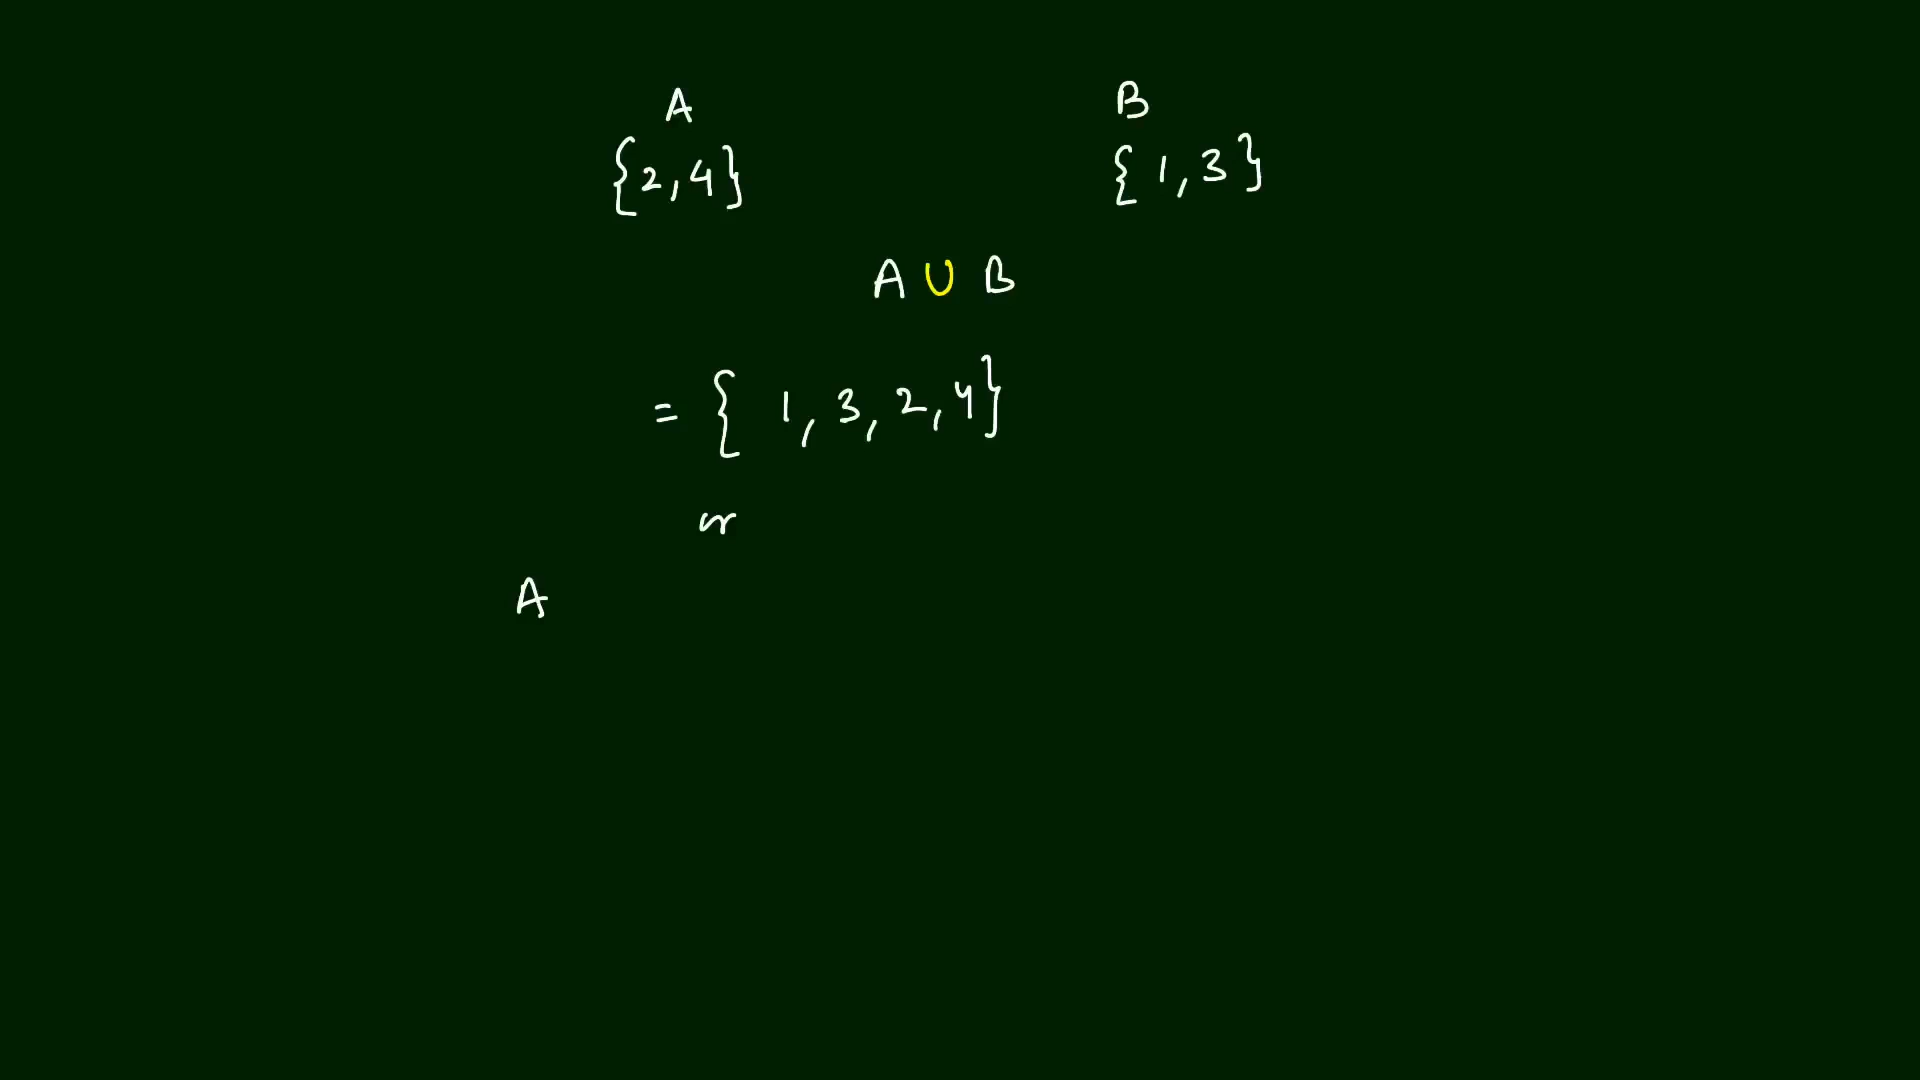 A B
{2,4} {1,3}
A ∪ B
= { 1, 3, 2, 4}
or
A